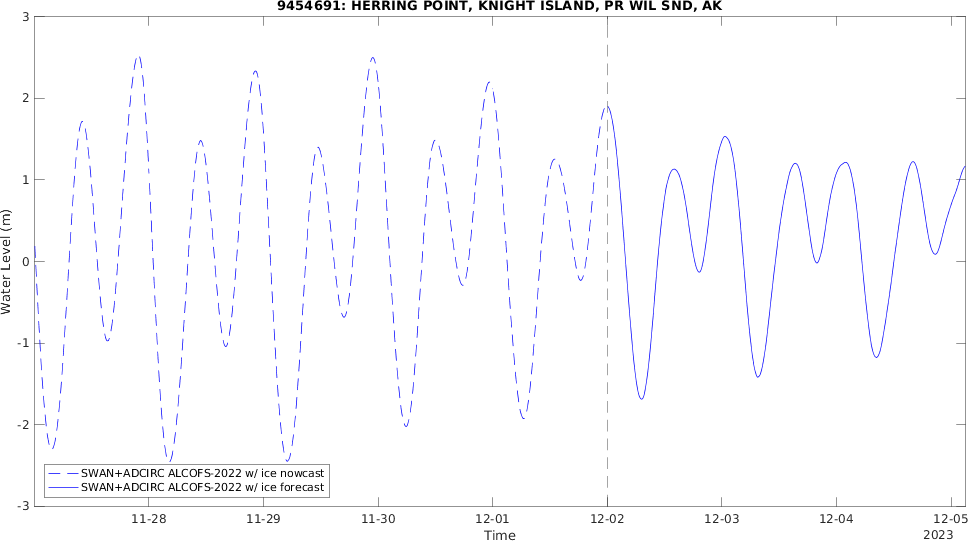 9454691: HERRING POINT, KNIGHT ISLAND, PR WIL SND, AK
3
2
1
0
-1
-2
-3
Water Level (m)
SWAN+ADCIRC ALCOFS-2022 w/ ice nowcast
SWAN+ADCIRC ALCOFS-2022 w/ ice forecast
11-28 11-29 11-30 12-01 12-02 12-03 12-04 12-05
Time
2023